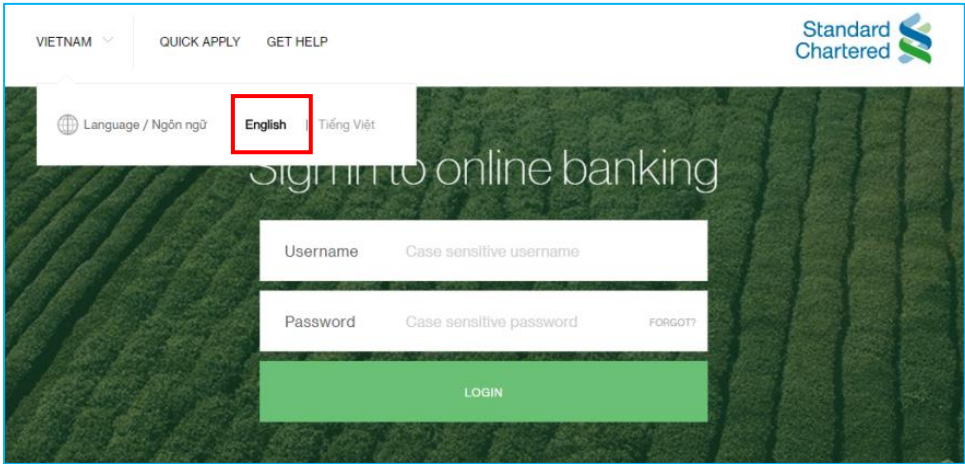 VIETNAM QUICK APPLY GET HELP
Standard
Chartered
Language / Ngôn ngữ English | Tiếng Việt
Sign in to online banking
Username Case sensitive username
Password Case sensitive password FORGOT?
LOGIN